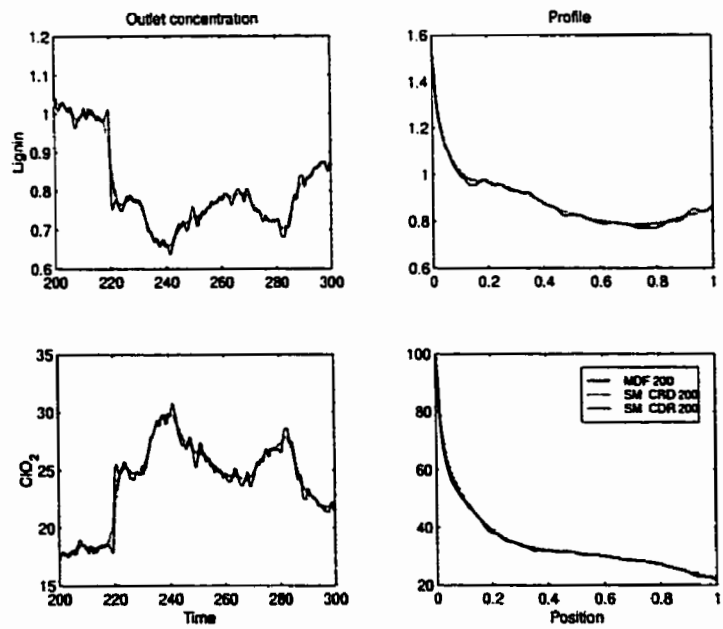 Outlet concentration
1.2
1.1
1
0.9
0.8
0.7
0.6
Lignin
200 220 240 260 280 300
Profile
1.6
1.4
1.2
1
0.8
0.6
0 0.2 0.4 0.6 0.8 1
35
30
25
20
15
ClO2
200 220 240 260 280 300
Time
100
80
60
40
20
MDF 200
SM CRD 200
SM CDR 200
0 0.2 0.4 0.6 0.8 1
Position